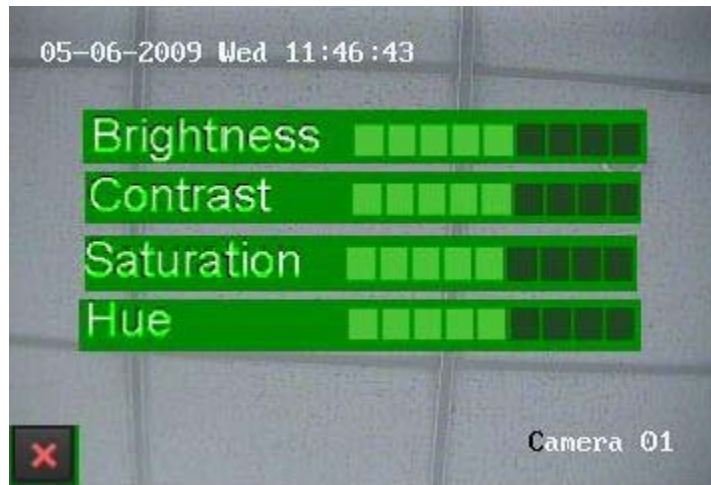 05-06-2009 Wed 11:46:43
Brightness
Contrast
Saturation
Hue
Camera 01